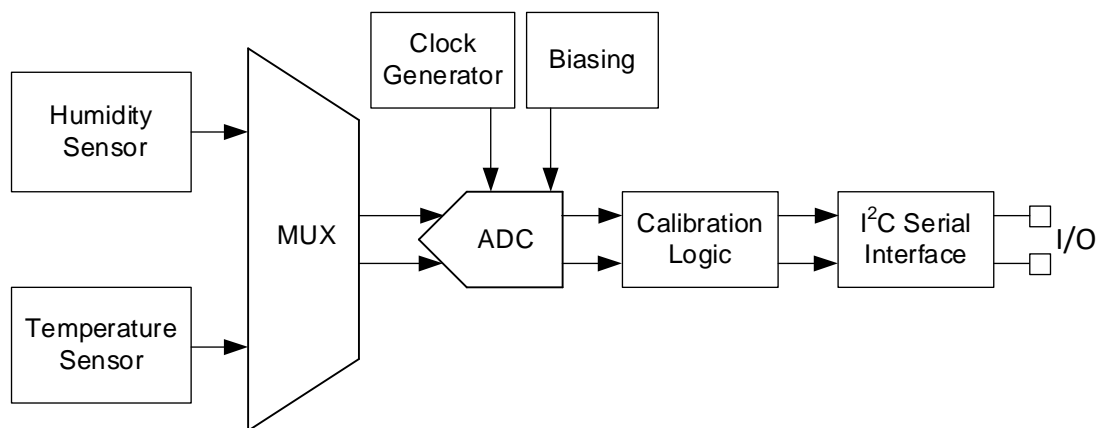 Clock
Generator
Biasing
Humidity
Sensor
MUX
ADC
Calibration
Logic
I²C Serial
Interface
I/O
Temperature
Sensor